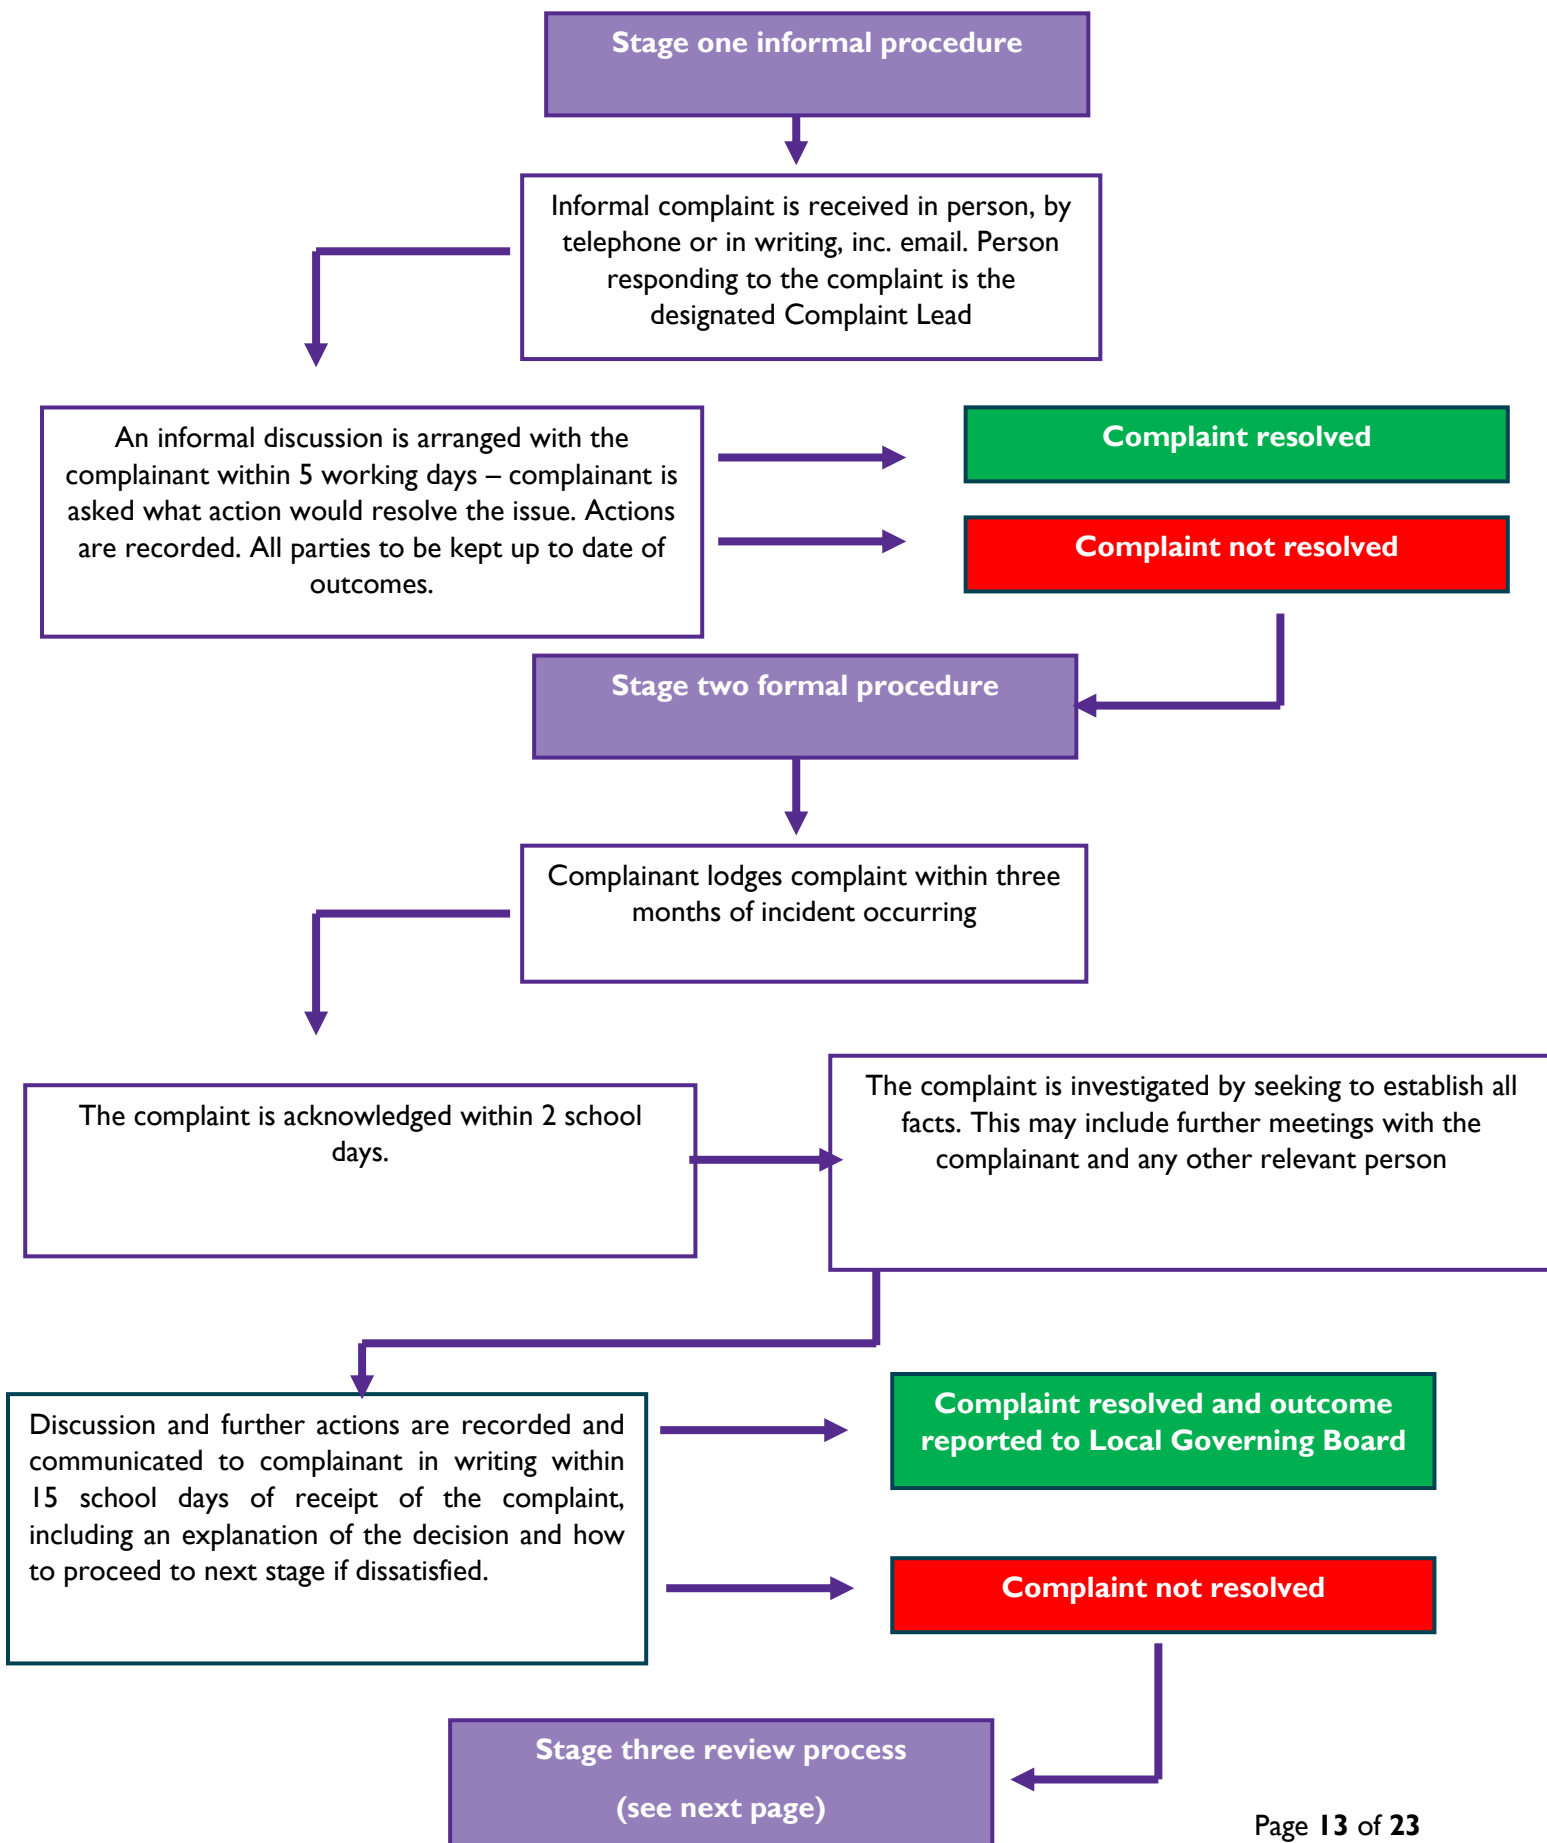 Stage one informal procedure
Informal complaint is received in person, by
telephone or in writing, inc. email. Person
responding to the complaint is the
designated Complaint Lead
An informal discussion is arranged with the
complainant within 5 working days – complainant is
asked what action would resolve the issue. Actions
are recorded. All parties to be kept up to date of
outcomes.
Complaint resolved
Complaint not resolved
Stage two formal procedure
Complainant lodges complaint within three
months of incident occurring
The complaint is acknowledged within 2 school
days.
The complaint is investigated by seeking to establish all
facts. This may include further meetings with the
complainant and any other relevant person
Discussion and further actions are recorded and
communicated to complainant in writing within
15 school days of receipt of the complaint,
including an explanation of the decision and how
to proceed to next stage if dissatisfied.
Complaint resolved and outcome
reported to Local Governing Board
Complaint not resolved
Stage three review process
(see next page)
Page 13 of 23